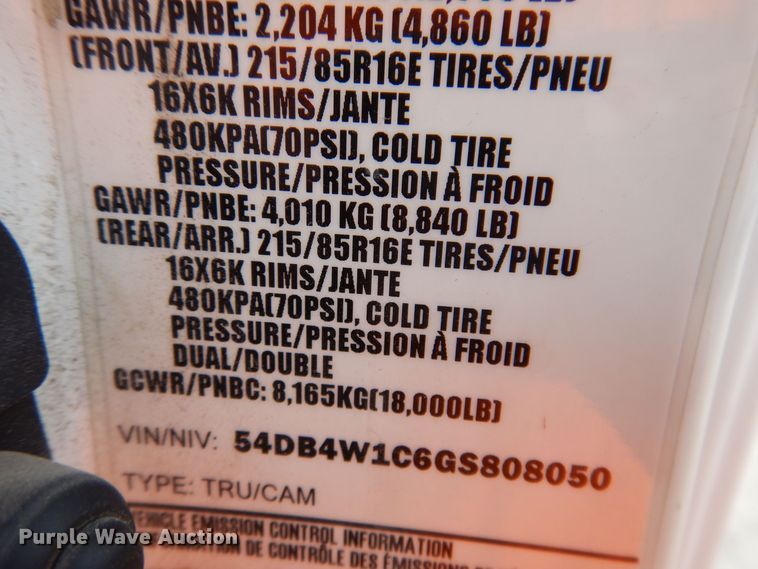 GAWR/PNBE: 2,204 KG (4,860 LB)
(FRONT/AV.) 215/85R16E TIRES/PNEU
16X6K RIMS/JANTE
480KPA(70PSI), COLD TIRE
PRESSURE/PRESSION À FROID
GAWR/PNBE: 4,010 KG (8,840 LB)
(REAR/ARR.) 215/85R16E TIRES/PNEU
16X6K RIMS/JANTE
480KPA(70PSI), COLD TIRE
PRESSURE/PRESSION À FROID
DUAL/DOUBLE
GCWR/PNBC: 8,165KG(18,000LB)
VIN/NIV: 54DB4W1C6GS808050
TYPE: TRU/CAM
VEHICLE EMISSION CONTROL INFORMATION
DE CONTRÔLE DES ÉMISSIONS
Purple Wave Auction